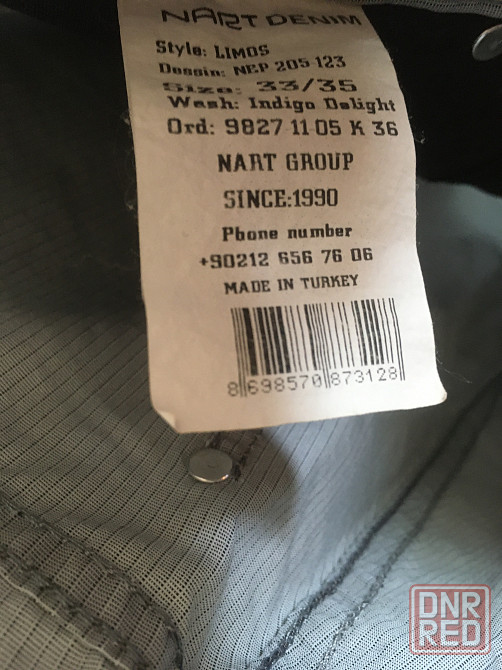 NART DENIM
Style: LIMOS
Dessin: NEP 205-123
Size: 33/35
Wash: Indigo Delight
Ord: 9827 11 05 K 36
NART GROUP
SINCE:1990
Phone number
+90212 656 76 06
MADE IN TURKEY
8 698570 873128
DNR
RED